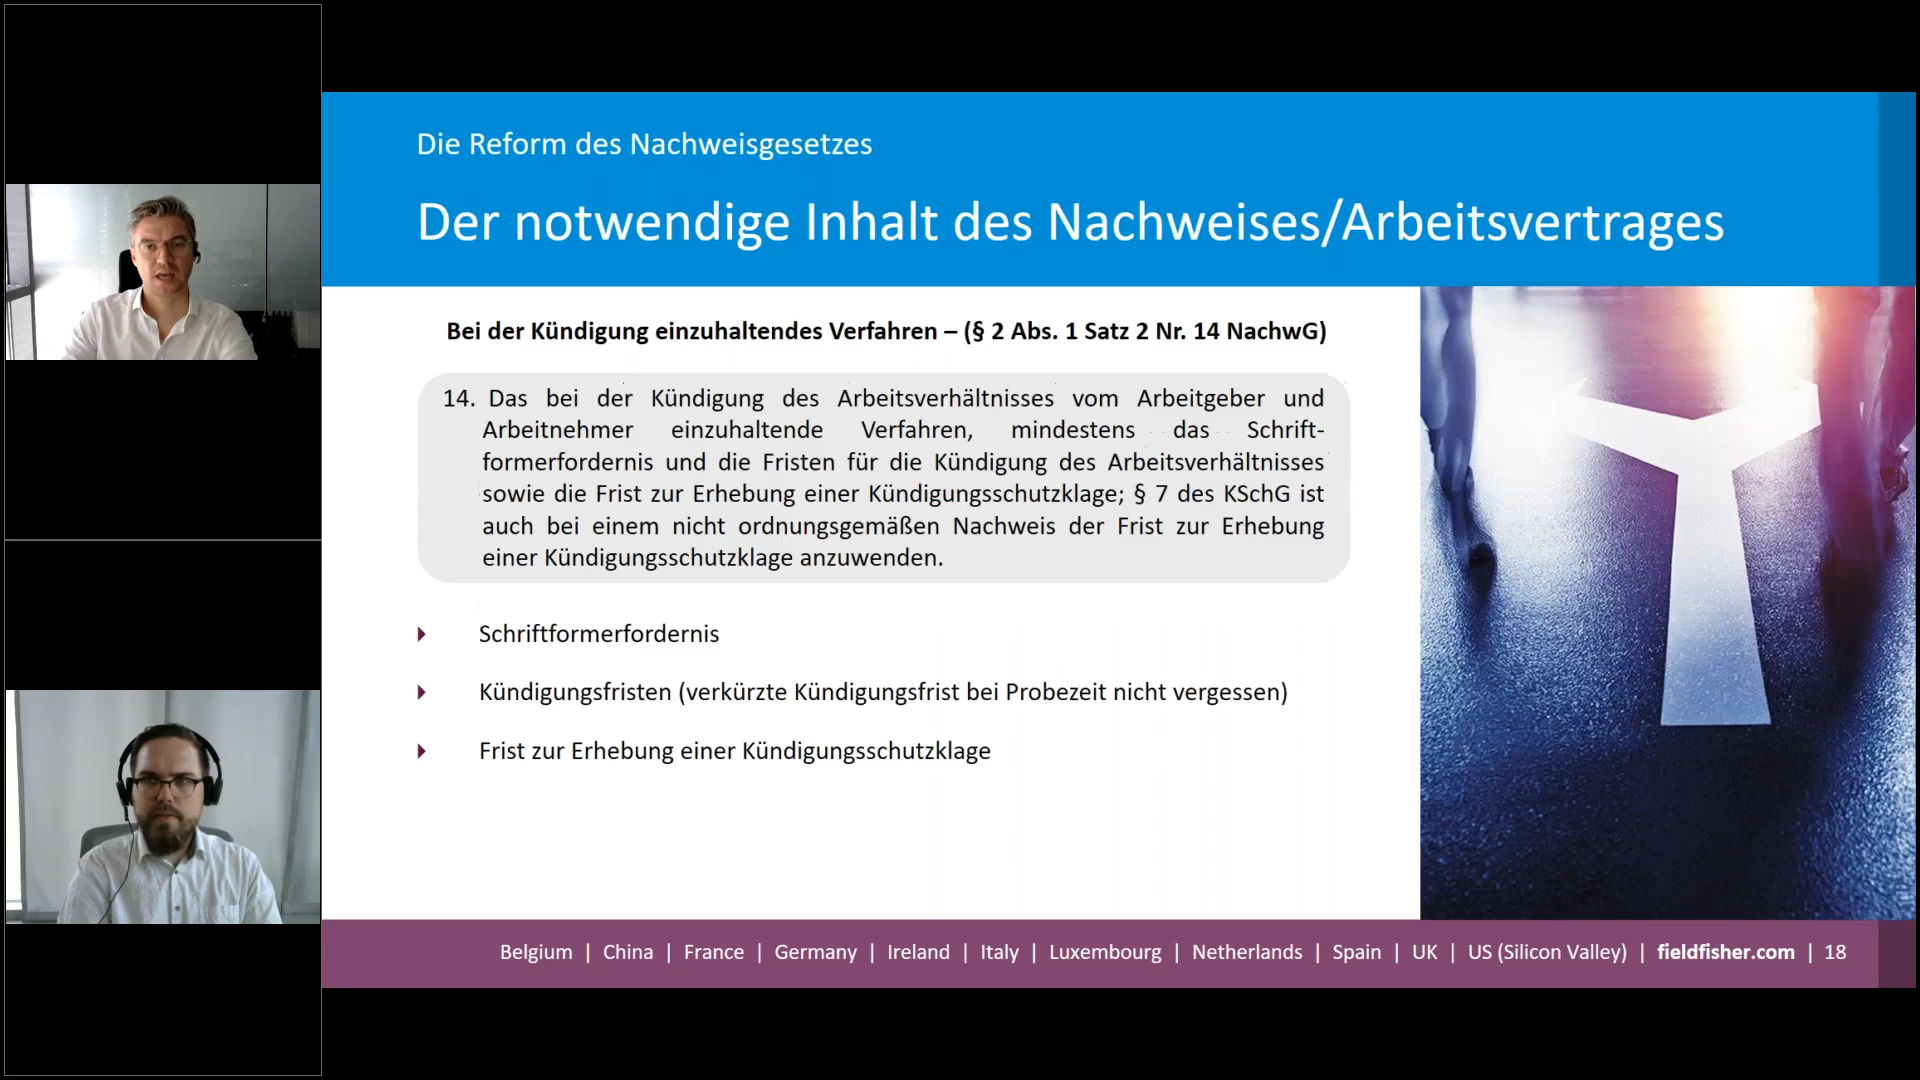 Die Reform des Nachweisgesetzes
Der notwendige Inhalt des Nachweises/Arbeitsvertrages
Bei der Kündigung einzuhaltendes Verfahren – (§ 2 Abs. 1 Satz 2 Nr. 14 NachwG)
14. Das bei der Kündigung des Arbeitsverhältnisses vom Arbeitgeber und
Arbeitnehmer einzuhaltende Verfahren, mindestens das Schrift-
formerfordernis und die Fristen für die Kündigung des Arbeitsverhältnisses
sowie die Frist zur Erhebung einer Kündigungsschutzklage; § 7 des KSchG ist
auch bei einem nicht ordnungsgemäßen Nachweis der Frist zur Erhebung
einer Kündigungsschutzklage anzuwenden.
Schriftformerfordernis
Kündigungsfristen (verkürzte Kündigungsfrist bei Probezeit nicht vergessen)
Frist zur Erhebung einer Kündigungsschutzklage
Belgium | China | France | Germany | Ireland | Italy | Luxembourg | Netherlands | Spain | UK | US (Silicon Valley) | fieldfisher.com | 18